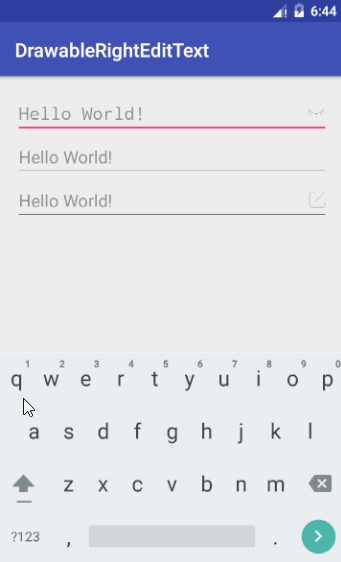 6:44
DrawableRightEditText
Hello World!
Hello World!
Hello World!
1 2 3 4 5 6 7 8 9 0
q w e r t y u i o p
a s d f g h j k l
z x c v b n m
?123 , .